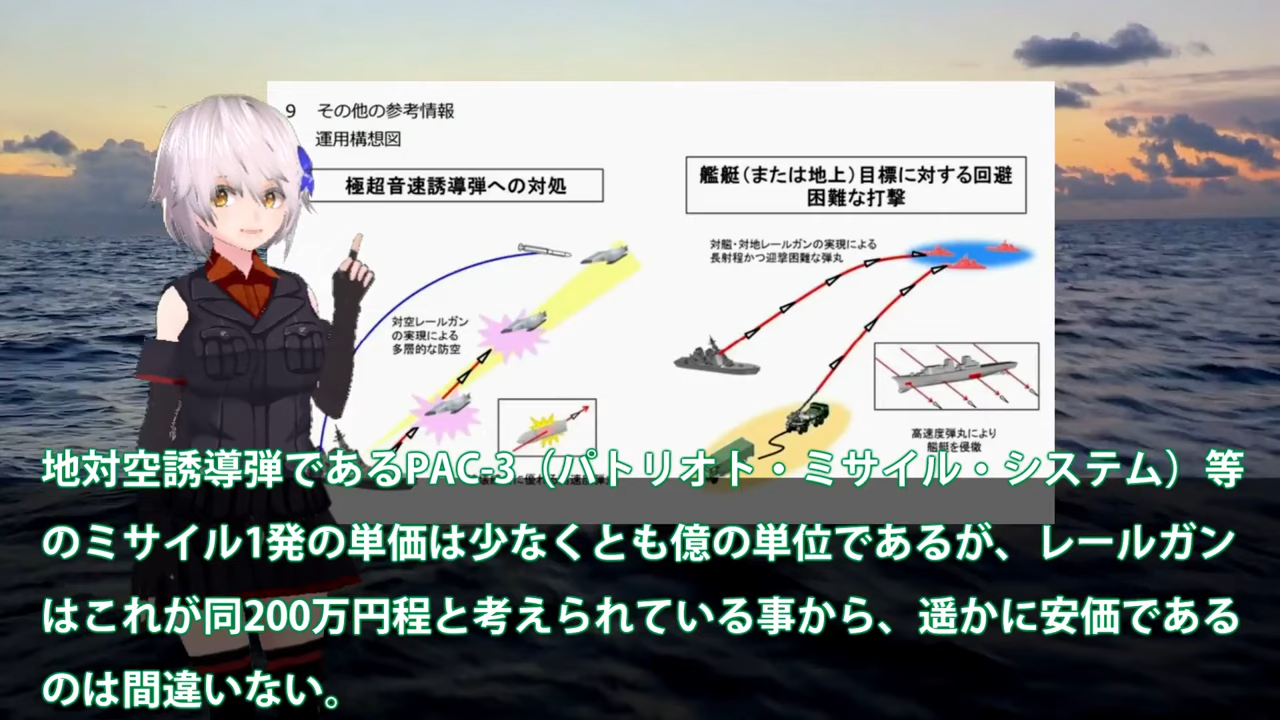 9 その他の参考情報
運用構想図
極超音速誘導弾への対処
艦艇(または地上)目標に対する回避
困難な打撃
対艦・対地レールガンの実現による
長射程かつ迎撃困難な弾丸
対空レールガン
の実現による
多層的な防空
高速度弾丸により
艦艇を侵徹
地対空誘導弾であるPAC-3（パトリオト・ミサイル・システム）等
のミサイル1発の単価は少なくとも億の単位であるが、レールガン
はこれが同200万円程と考えられている事から、遥かに安価である
のは間違いない。